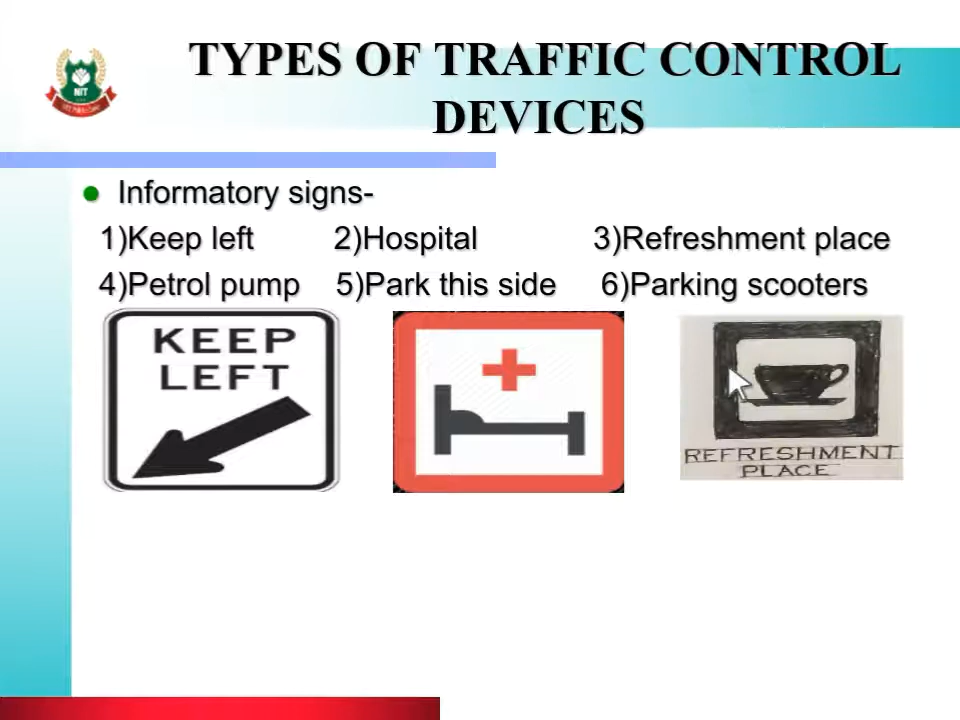 TYPES OF TRAFFIC CONTROL
DEVICES
NIT
Informatory signs-
1)Keep left 2)Hospital 3)Refreshment place
4)Petrol pump 5)Park this side 6)Parking scooters
KEEP
LEFT
REFRESHMENT
PLACE